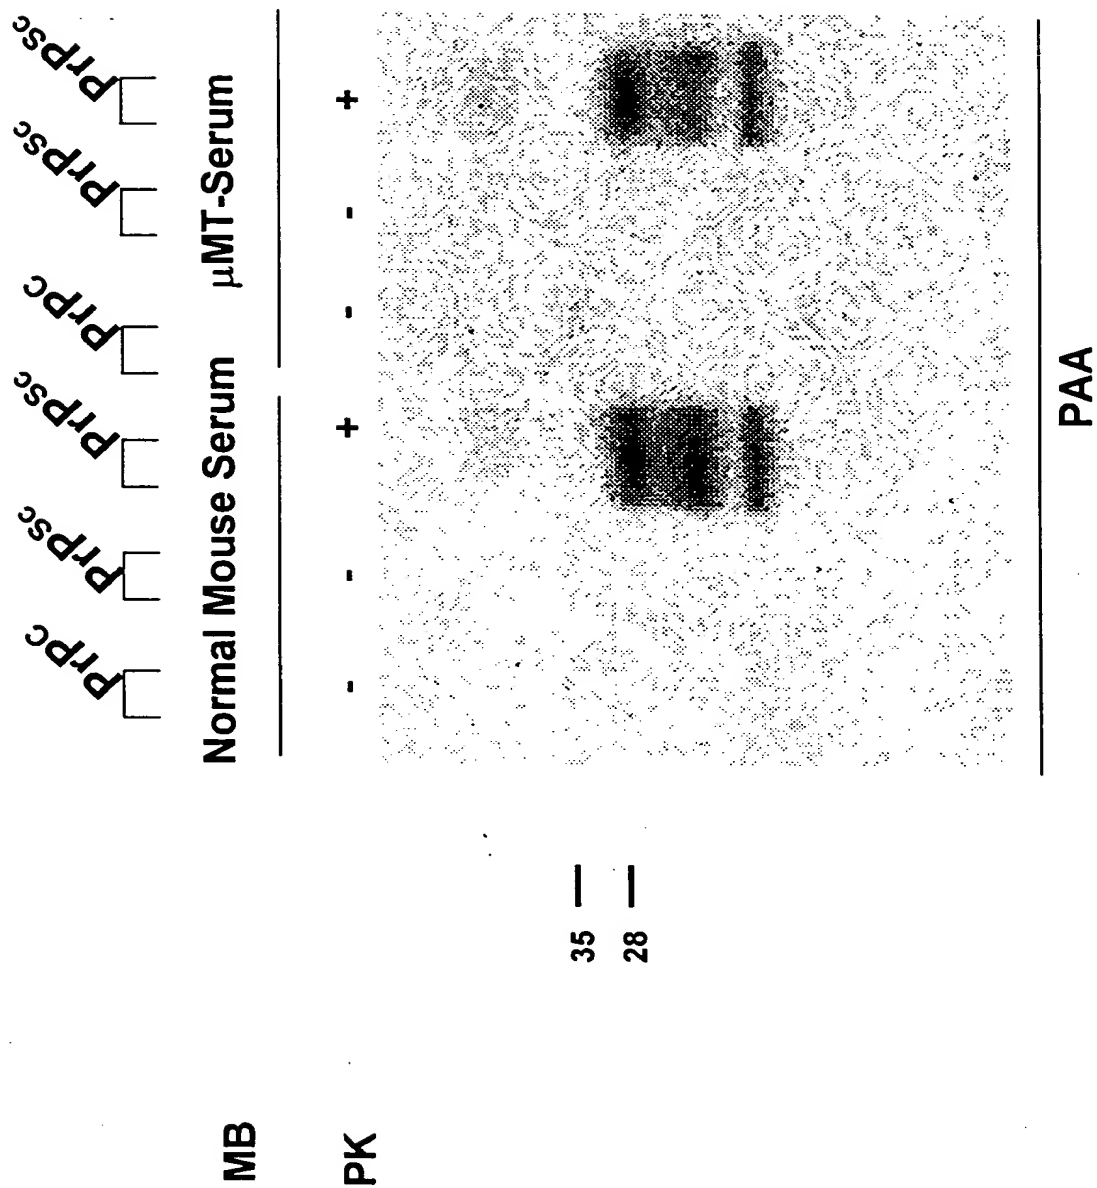 PrPC PrPSc PrPSc PrPC PrPSc PrPSc
MB Normal Mouse Serum µMT-Serum
PK - - + - - +
35
28
PAA